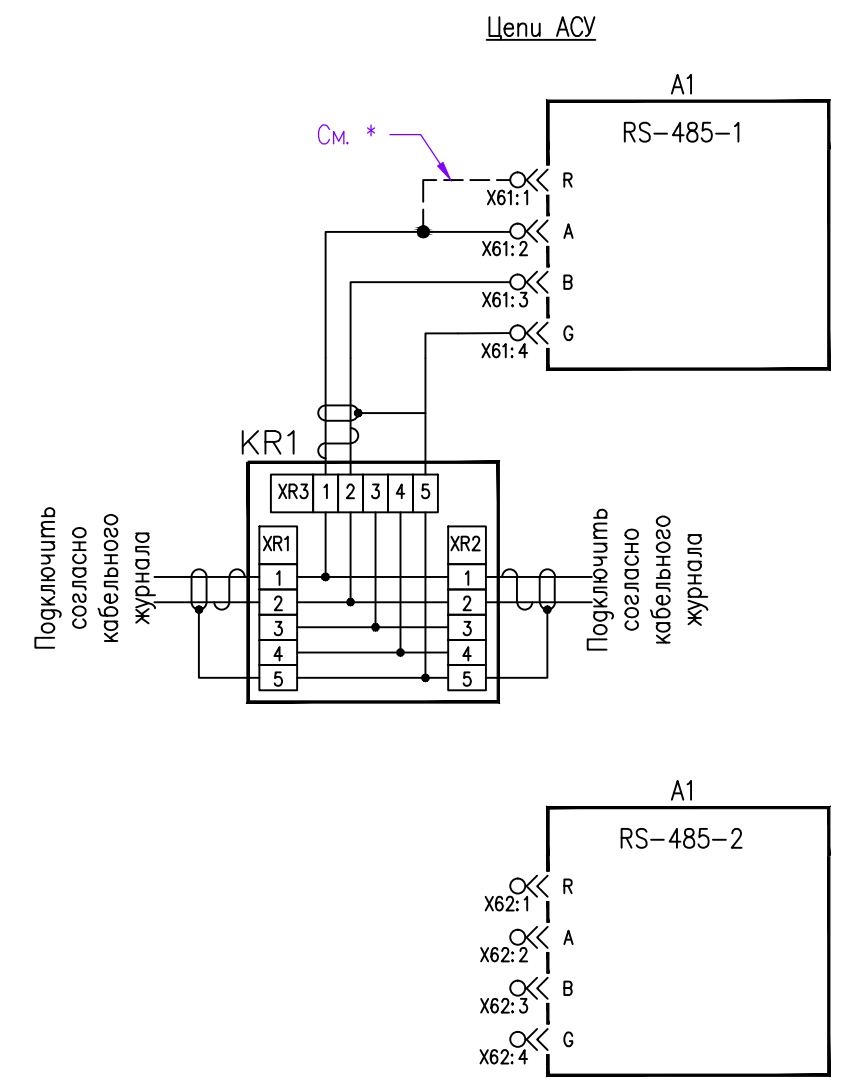 Цепи АСУ
А1
RS-485-1
См. *
R
X61:1
A
X61:2
B
X61:3
G
X61:4
KR1
XR3 1 2 3 4 5
Подключить
согласно
кабельного
журнала
XR1
1
2
3
4
5
XR2
1
2
3
4
5
Подключить
согласно
кабельного
журнала
А1
RS-485-2
R
X62:1
A
X62:2
B
X62:3
G
X62:4